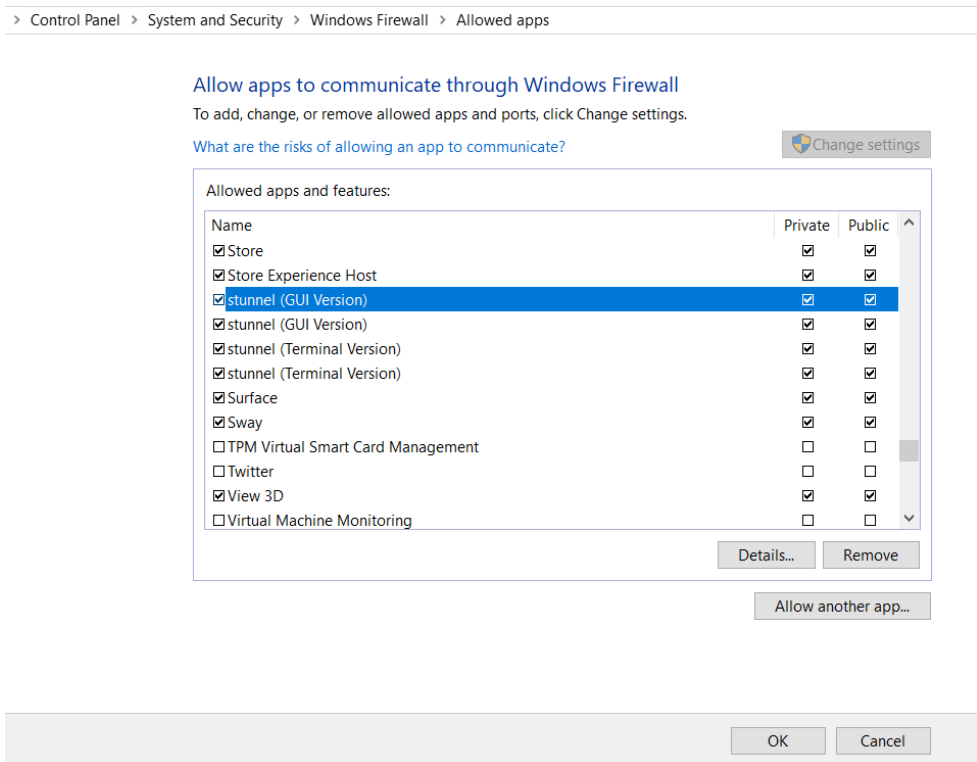 > Control Panel > System and Security > Windows Firewall > Allowed apps
Allow apps to communicate through Windows Firewall
To add, change, or remove allowed apps and ports, click Change settings.
What are the risks of allowing an app to communicate?
Change settings
Allowed apps and features:
Name Private Public
Store
Store Experience Host
stunnel (GUI Version)
stunnel (GUI Version)
stunnel (Terminal Version)
stunnel (Terminal Version)
Surface
Sway
TPM Virtual Smart Card Management
Twitter
View 3D
Virtual Machine Monitoring
Details... Remove
Allow another app...
OK Cancel